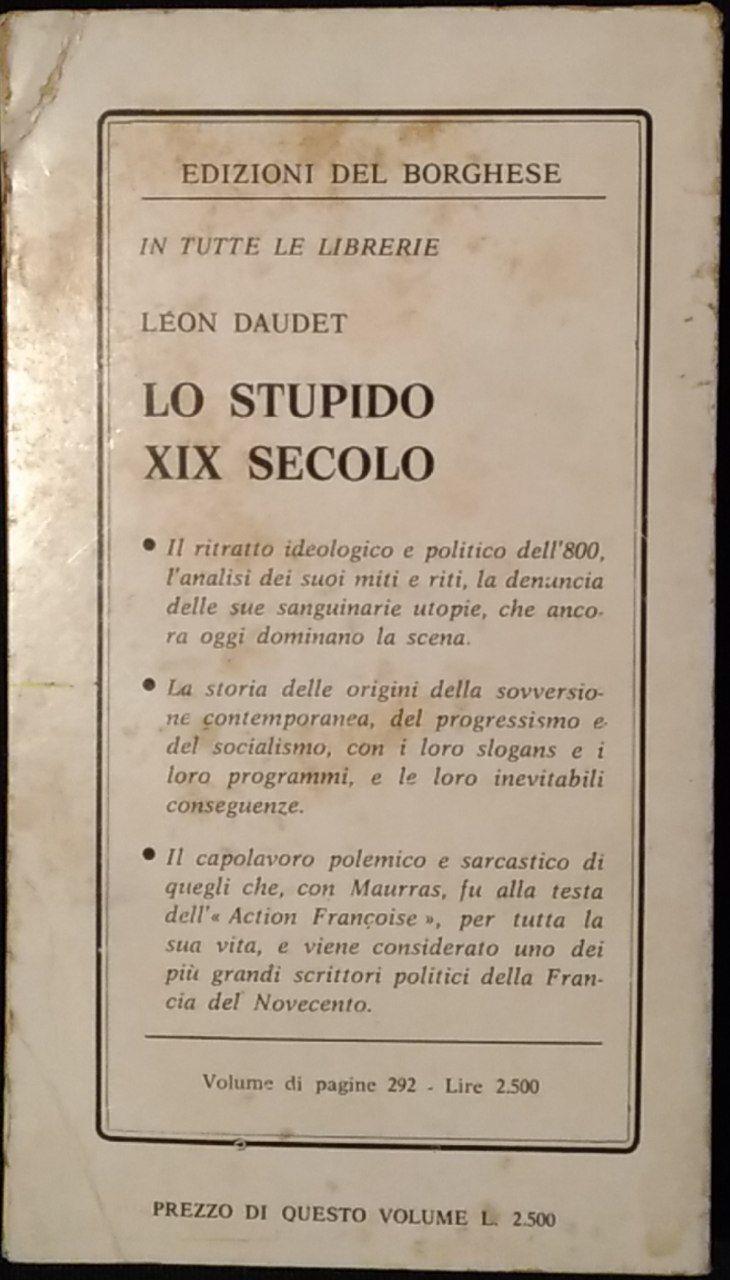 EDIZIONI DEL BORGHESE
IN TUTTE LE LIBRERIE
LÉON DAUDET
LO STUPIDO
XIX SECOLO
• Il ritratto ideologico e politico dell'800,
l'analisi dei suoi miti e riti, la denuncia
delle sue sanguinarie utopie, che anco-
ra oggi dominano la scena.
• La storia delle origini della sovversio-
ne contemporanea, del progressismo e
del socialismo, con i loro slogans e i
loro programmi, e le loro inevitabili
conseguenze.
• Il capolavoro polemico e sarcastico di
quegli che, con Maurras, fu alla testa
dell'« Action Françoise », per tutta la
sua vita, e viene considerato uno dei
più grandi scrittori politici della Fran-
cia del Novecento.
Volume di pagine 292 - Lire 2.500
PREZZO DI QUESTO VOLUME L. 2.500